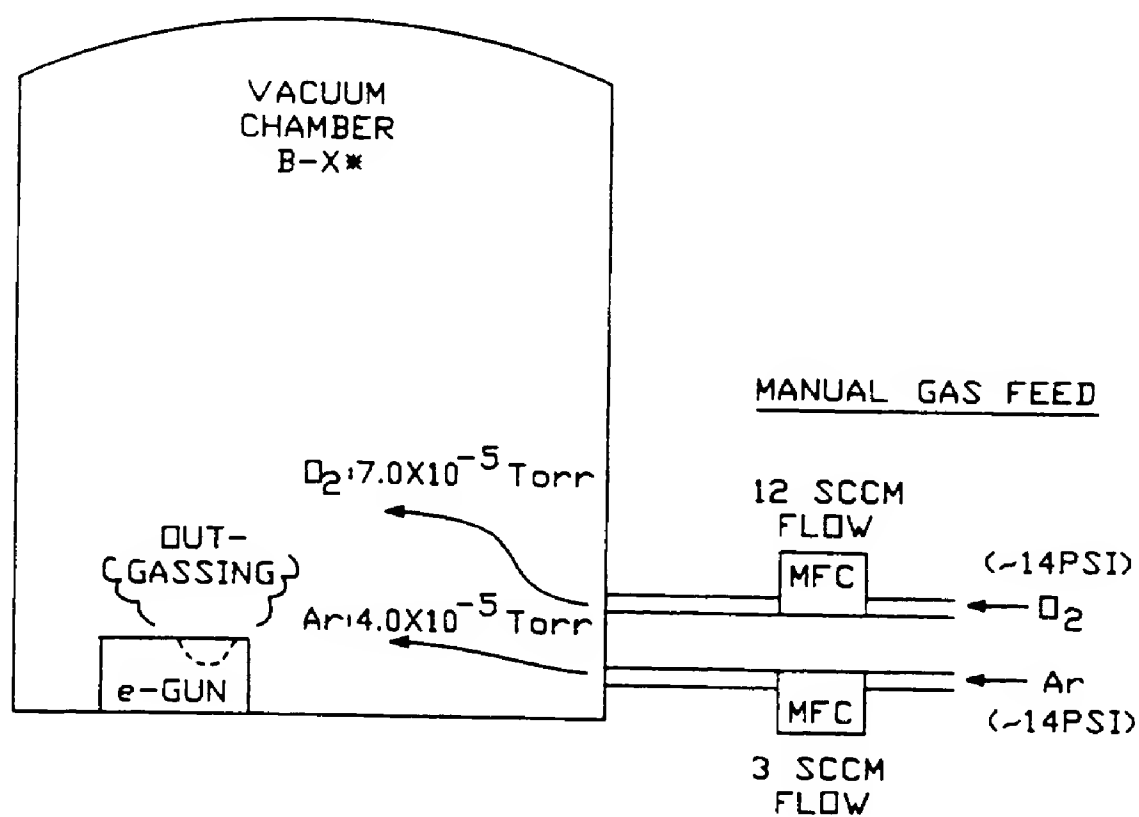 VACUUM
CHAMBER
B-X*
MANUAL GAS FEED
O2:7.0X10-5 Torr
12 SCCM
FLOW
OUT-
GASSING
MFC
(~14PSI)
O2
Ar:4.0X10-5 Torr
e-GUN
MFC
Ar
(~14PSI)
3 SCCM
FLOW